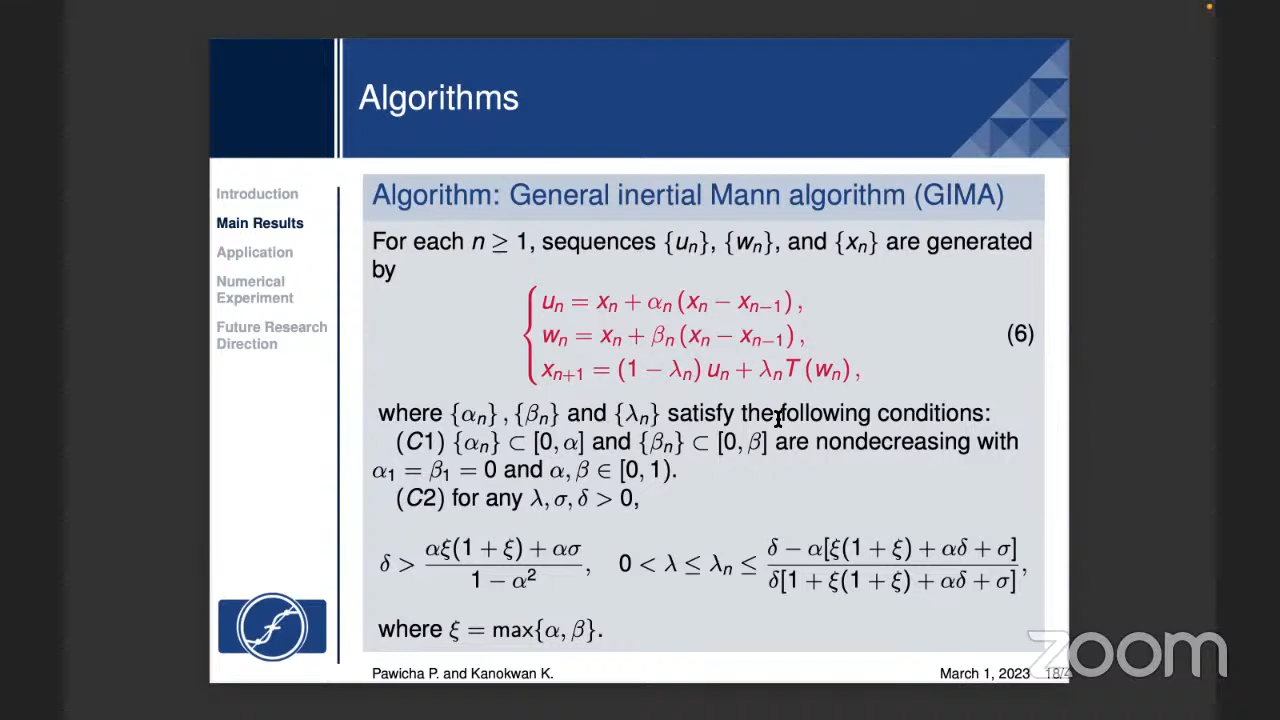 Algorithms
Introduction
Main Results
Application
Numerical
Experiment
Future Research
Direction
Algorithm: General inertial Mann algorithm (GIMA)
For each n ≥ 1, sequences {uₙ}, {wₙ}, and {xₙ} are generated
by
uₙ = xₙ + αₙ (xₙ − xₙ₋₁) ,
wₙ = xₙ + βₙ (xₙ − xₙ₋₁) ,
(6)
xₙ₊₁ = (1 − λₙ) uₙ + λₙT (wₙ) ,
where {αₙ} , {βₙ} and {λₙ} satisfy the following conditions:
(C1) {αₙ} ⊂ [0, α] and {βₙ} ⊂ [0, β] are nondecreasing with
α₁ = β₁ = 0 and α, β ∈ [0, 1).
(C2) for any λ, σ, δ > 0,
δ > (αξ(1 + ξ) + ασ)/(1 − α²), 0 < λ ≤ λₙ ≤ (δ − α[ξ(1 + ξ) + αδ + σ])/(δ[1 + ξ(1 + ξ) + αδ + σ]),
where ξ = max{α, β}.
Pawicha P. and Kanokwan K.
March 1, 2023 18/4
zoom